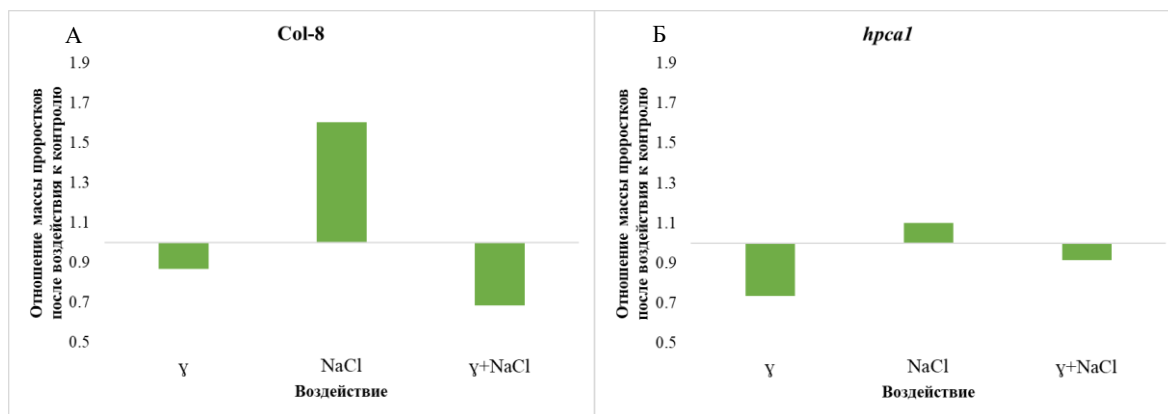 А
Col-8
Отношение массы проростков
после воздействия к контролю
1.9
1.7
1.5
1.3
1.1
0.9
0.7
0.5
ɣ
NaCl
ɣ+NaCl
Воздействие
Б
hpca1
Отношение массы проростков
после воздействия к контролю
1.9
1.7
1.5
1.3
1.1
0.9
0.7
0.5
ɣ
NaCl
ɣ+NaCl
Воздействие